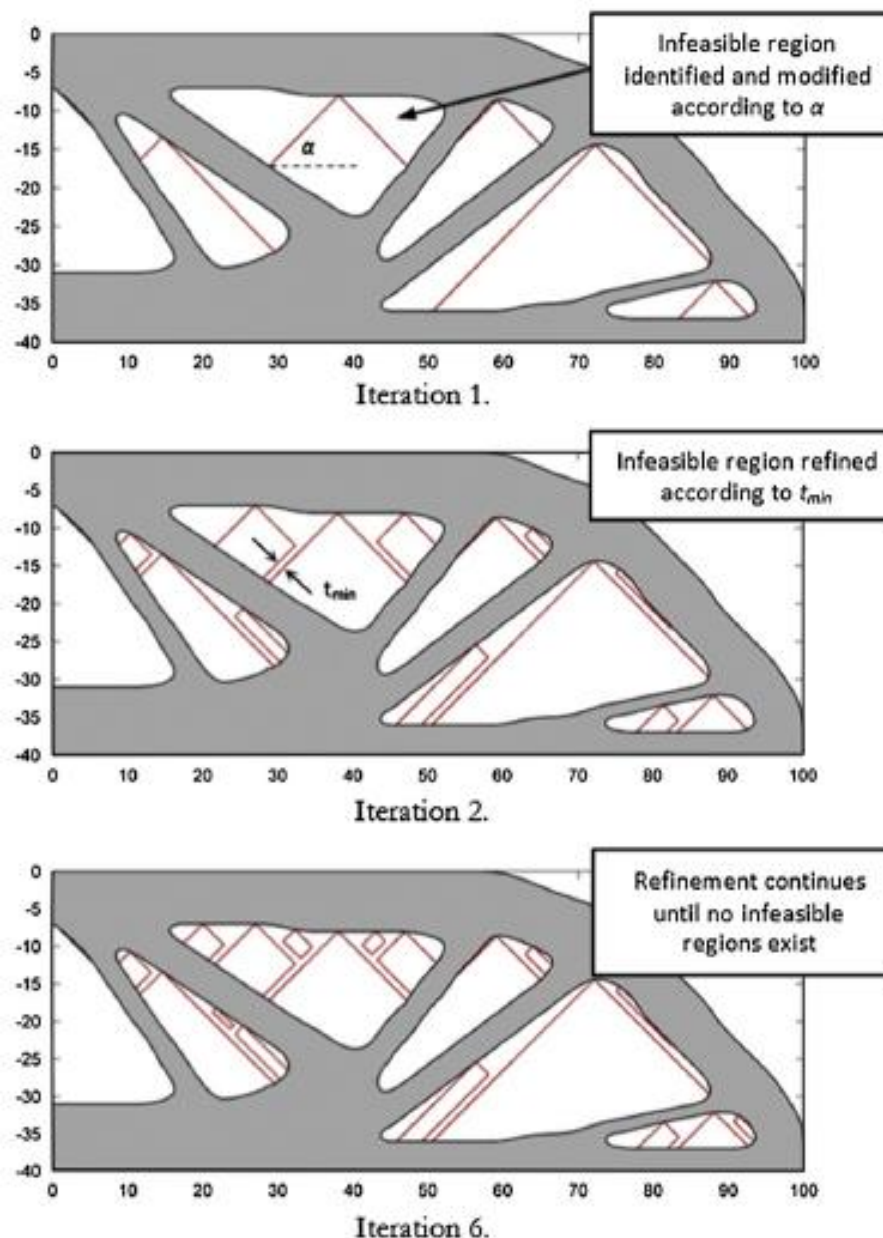 Infeasible region
identified and modified
according to α
α
0
-5
-10
-15
-20
-25
-30
-35
-40
0 10 20 30 40 50 60 70 80 90 100
Iteration 1.
Infeasible region refined
according to tmin
tmin
0
-5
-10
-15
-20
-25
-30
-35
-40
0 10 20 30 40 50 60 70 80 90 100
Iteration 2.
Refinement continues
until no infeasible
regions exist
0
-5
-10
-15
-20
-25
-30
-35
-40
0 10 20 30 40 50 60 70 80 90 100
Iteration 6.